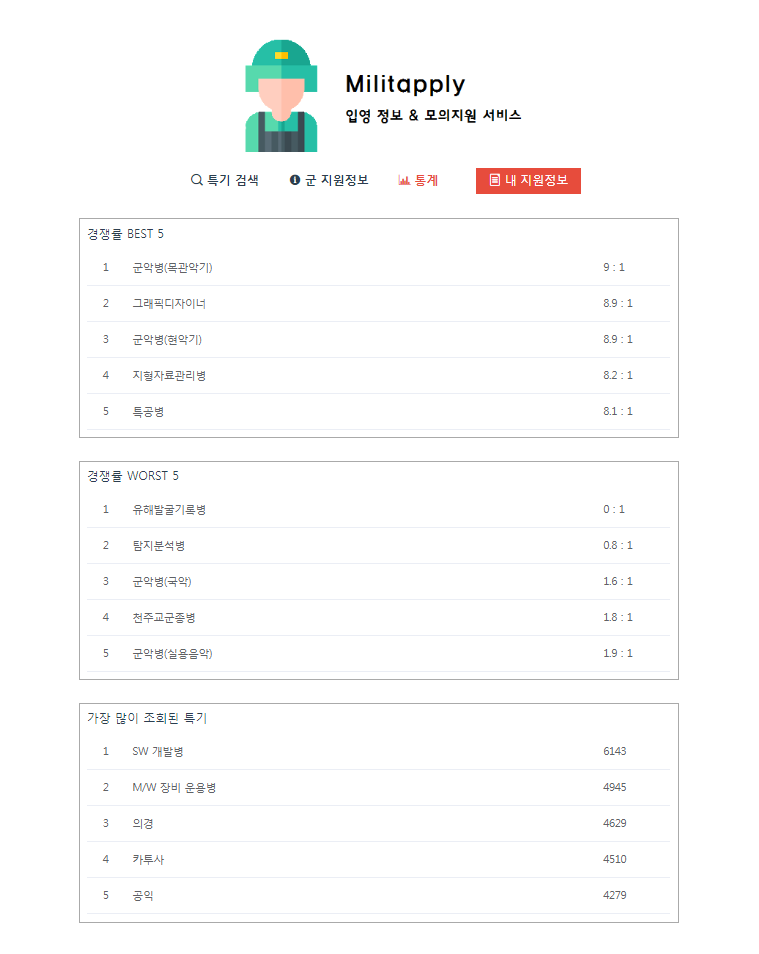 Militapply
입영 정보 & 모의지원 서비스
특기 검색 군 지원정보 통계 내 지원정보
경쟁률 BEST 5
1 군악병(목관악기) 9 : 1
2 그래픽디자이너 8.9 : 1
3 군악병(현악기) 8.9 : 1
4 지형자료관리병 8.2 : 1
5 특공병 8.1 : 1
경쟁률 WORST 5
1 유해발굴기록병 0 : 1
2 탐지분석병 0.8 : 1
3 군악병(국악) 1.6 : 1
4 천주교군종병 1.8 : 1
5 군악병(실용음악) 1.9 : 1
가장 많이 조회된 특기
1 SW 개발병 6143
2 M/W 장비 운용병 4945
3 의경 4629
4 카투사 4510
5 공익 4279